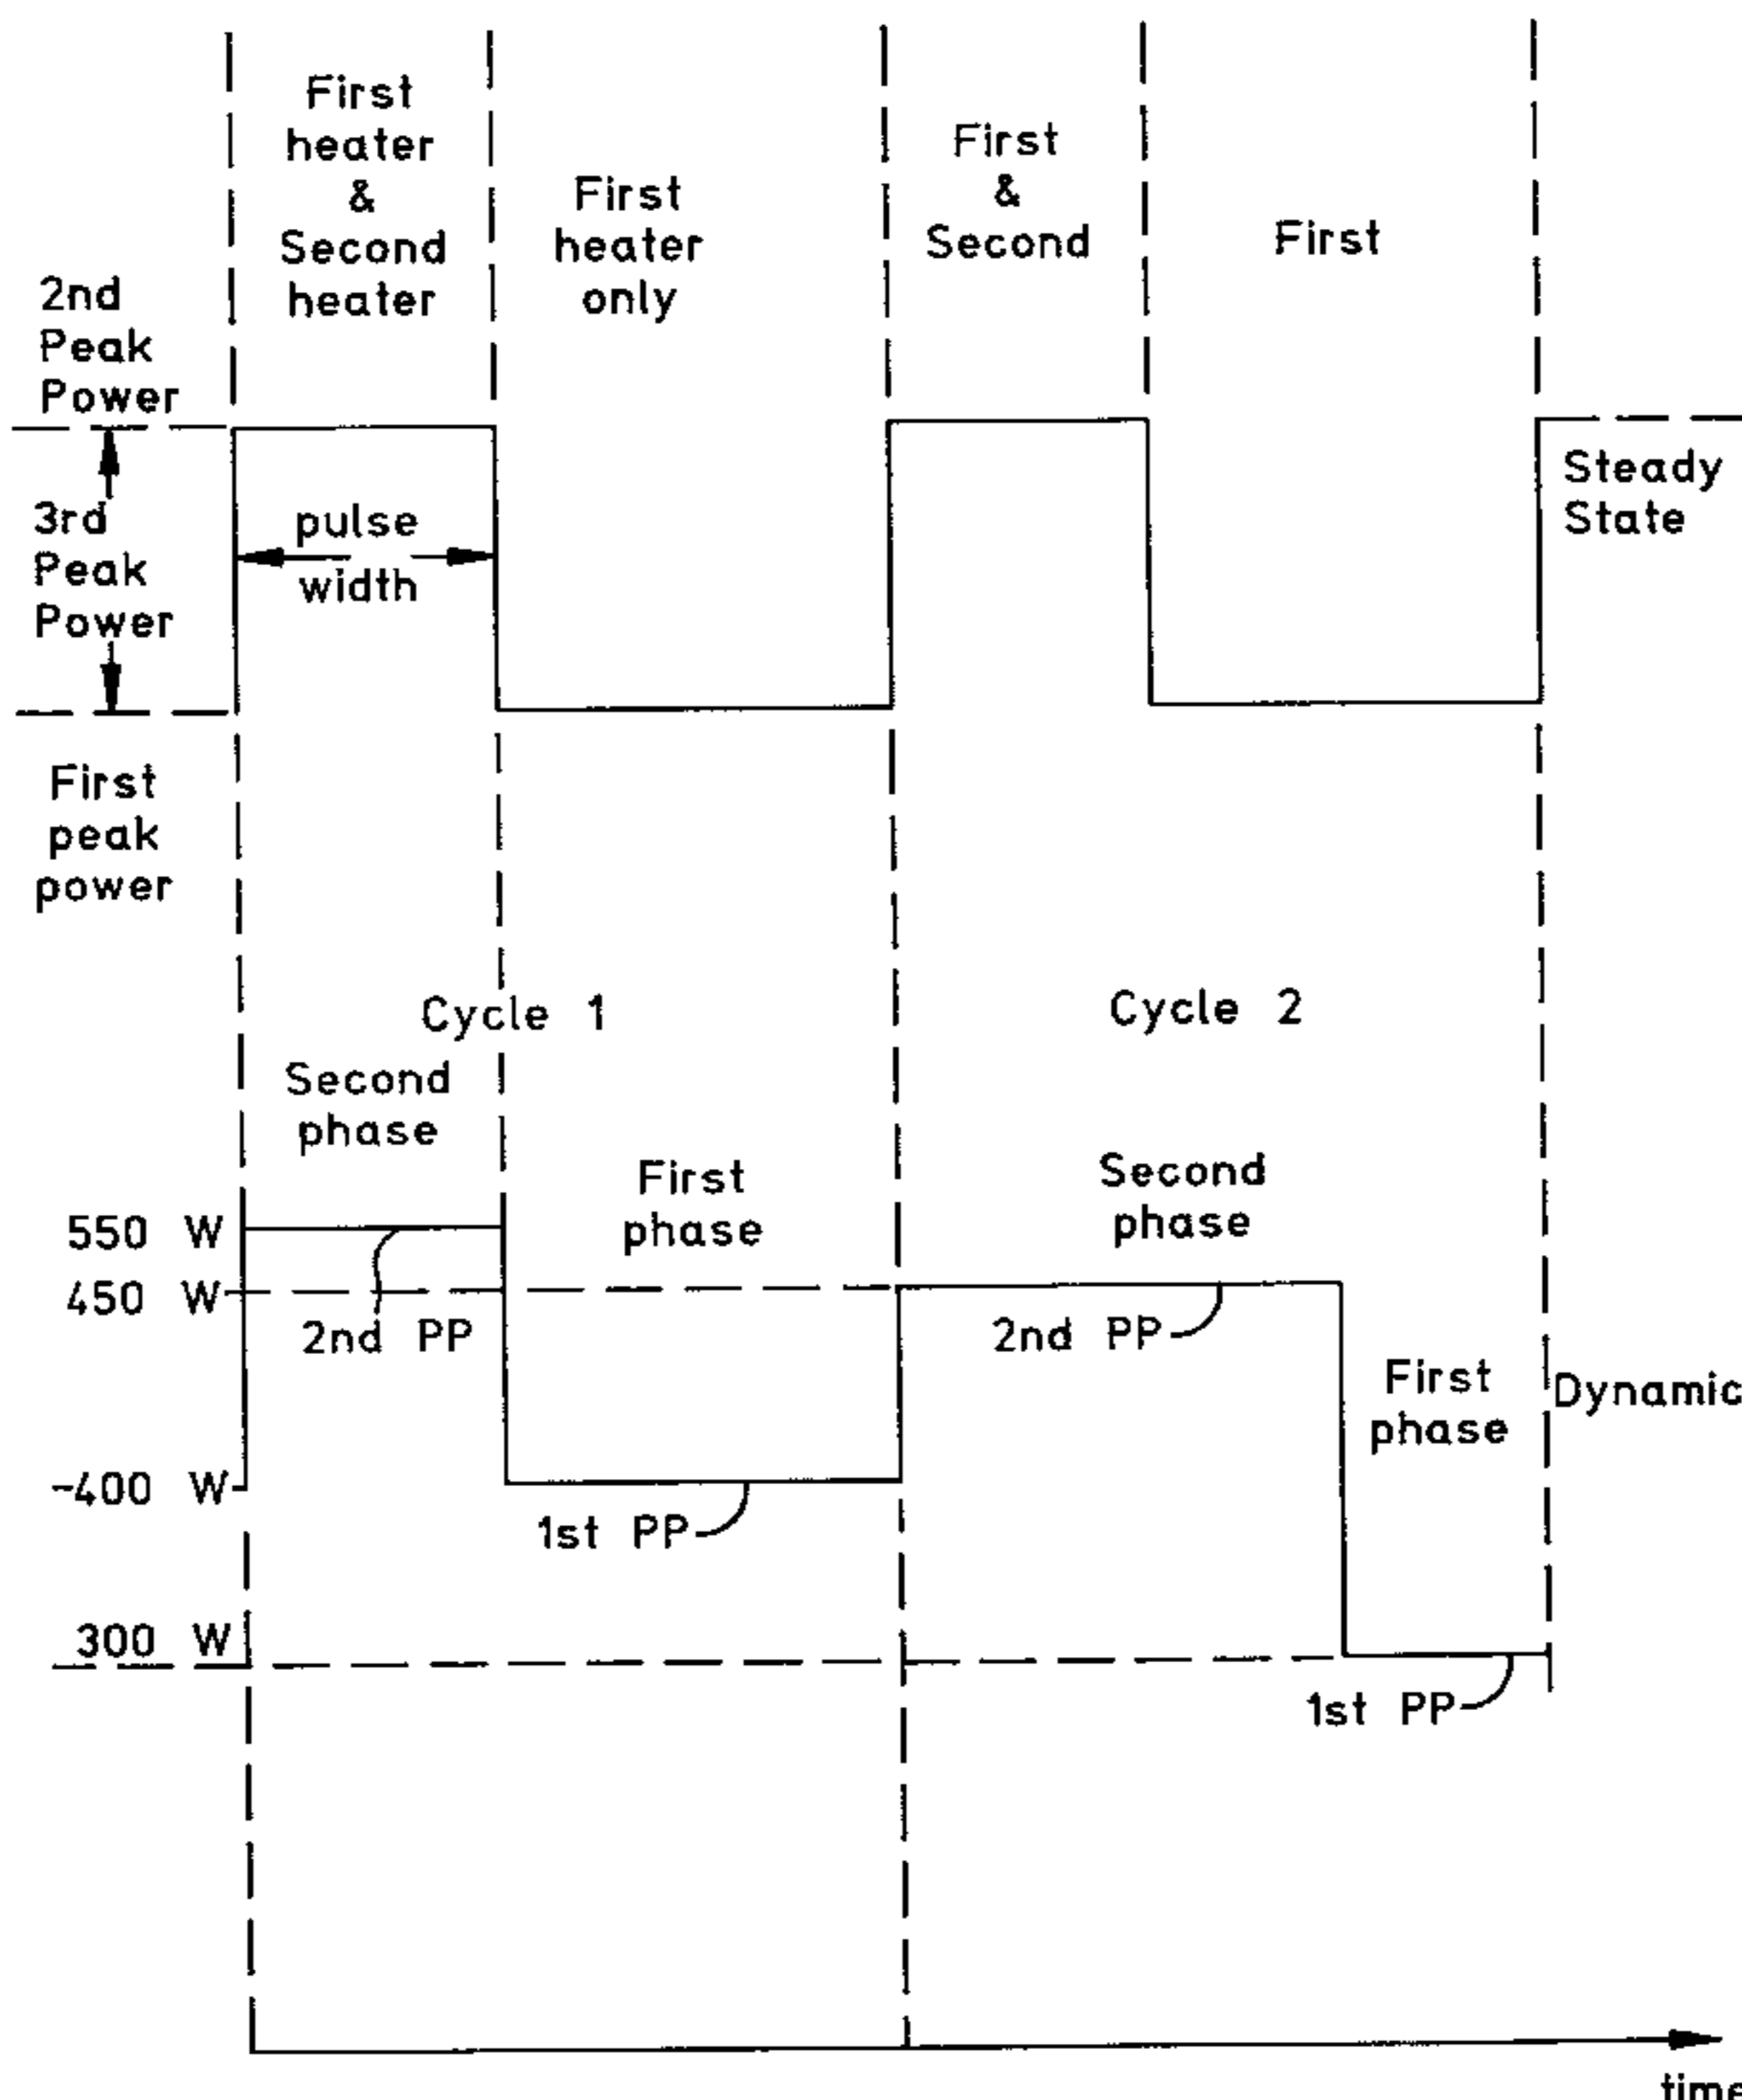 First
heater
&
Second
heater
First
heater
only
First
&
Second
First
2nd
Peak
Power
3rd
Peak
Power
pulse
width
Steady
State
First
peak
power
Cycle 1
Cycle 2
Second
phase
First
phase
Second
phase
550 W
450 W
2nd PP
2nd PP
First
phase
Dynamic
-400 W
1st PP
300 W
1st PP
time